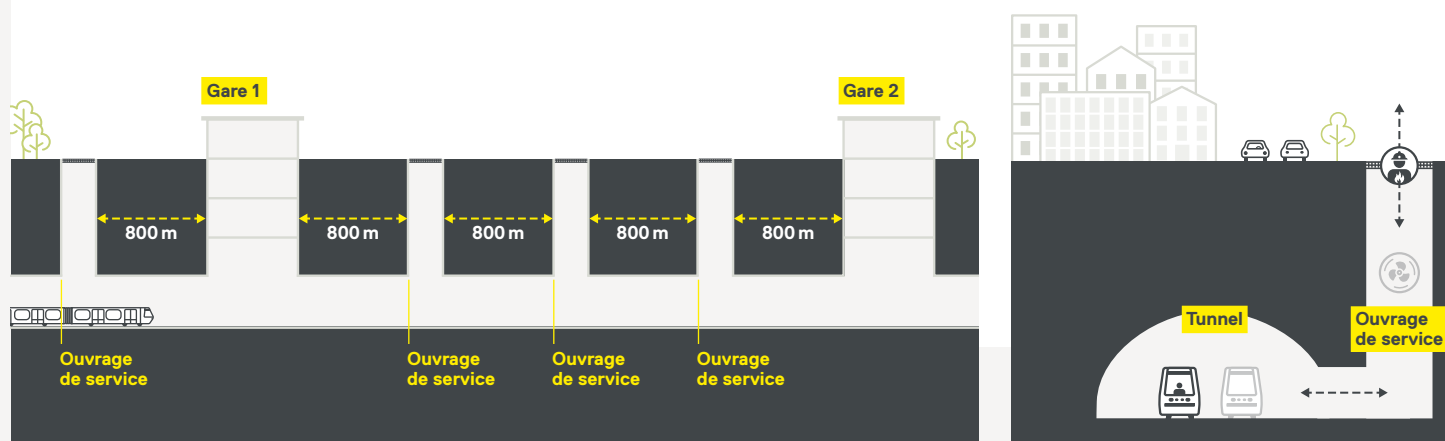 Gare 1
Gare 2
800 m
800 m
800 m
800 m
800 m
Ouvrage
de service
Ouvrage
de service
Ouvrage
de service
Ouvrage
de service
Tunnel
Ouvrage
de service